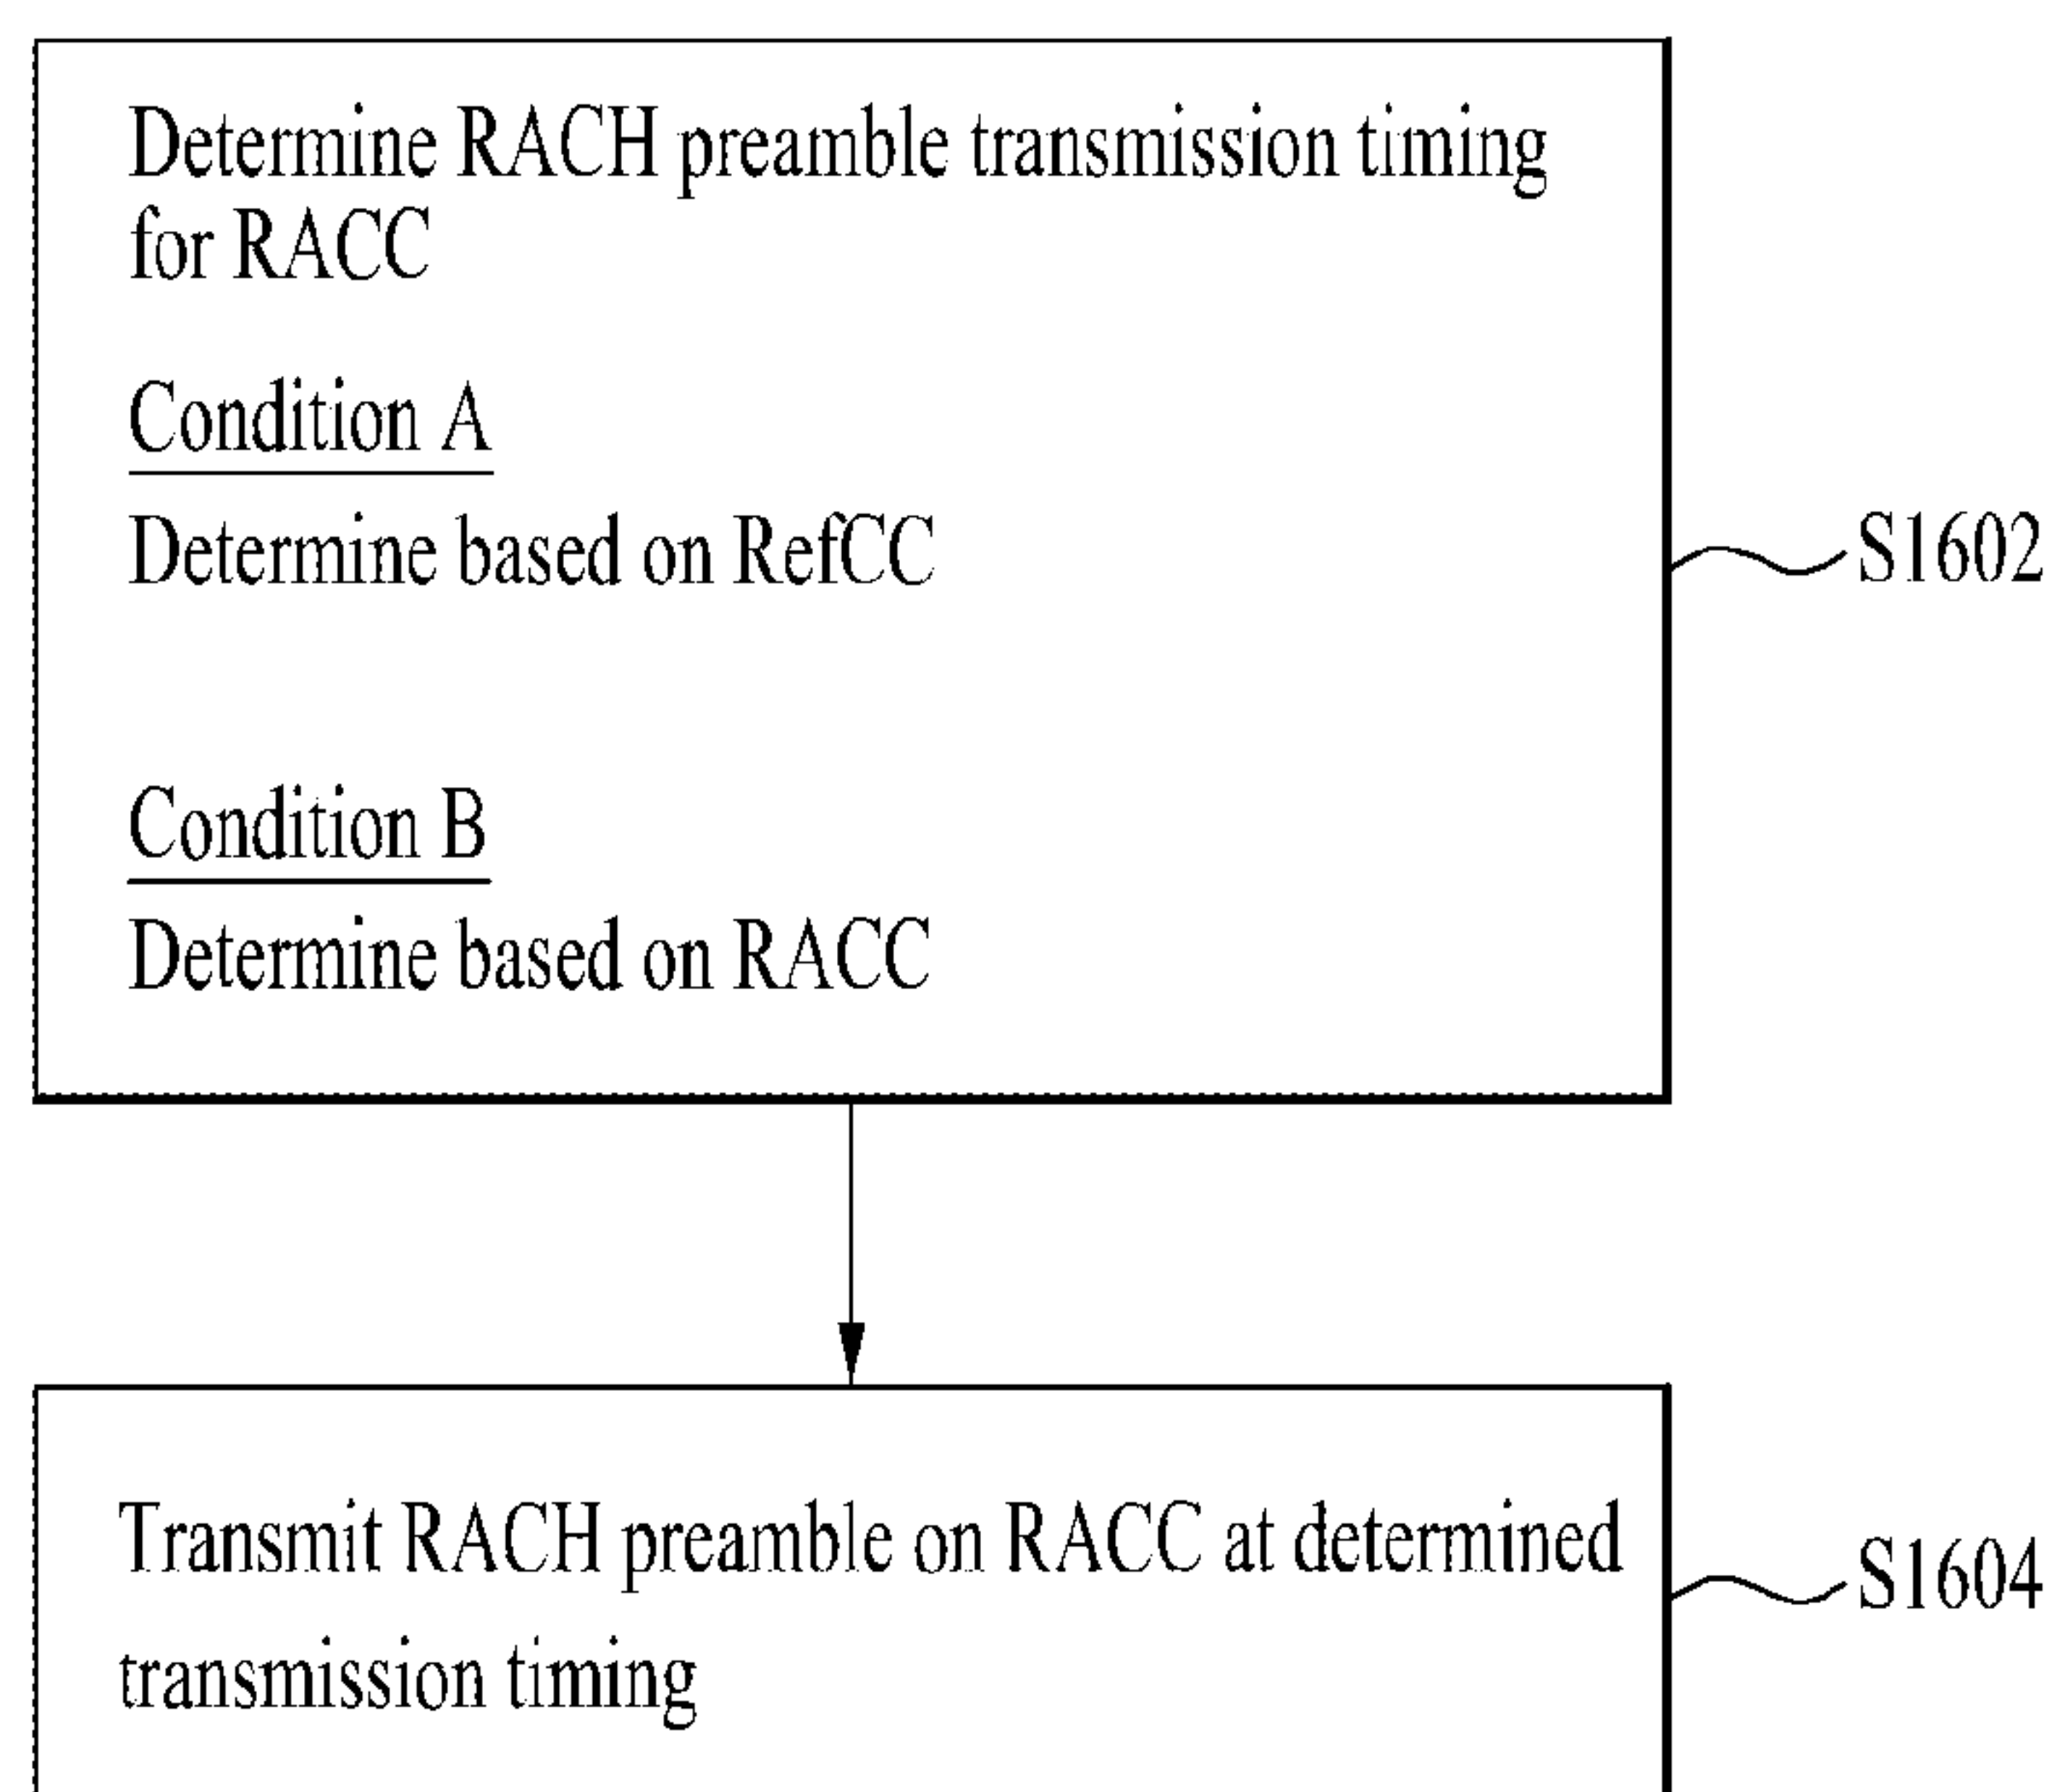 Determine RACH preamble transmission timing
for RACC
Condition A
Determine based on RefCC
S1602
Condition B
Determine based on RACC
Transmit RACH preamble on RACC at determined
transmission timing
S1604